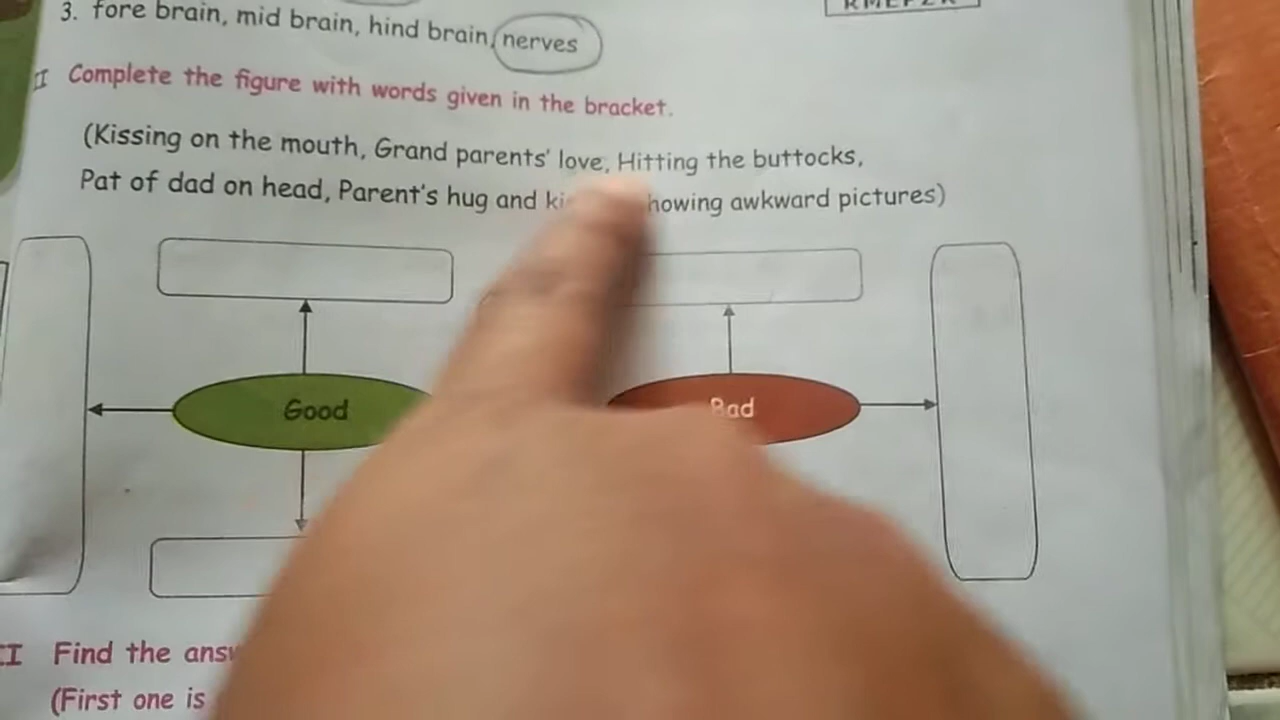 3. fore brain, mid brain, hind brain, nerves
Complete the figure with words given in the bracket.
(Kissing on the mouth, Grand parents' love, Hitting the buttocks,
Pat of dad on head, Parent's hug and howing awkward pictures)
Good
Bad
Find the
(First one is